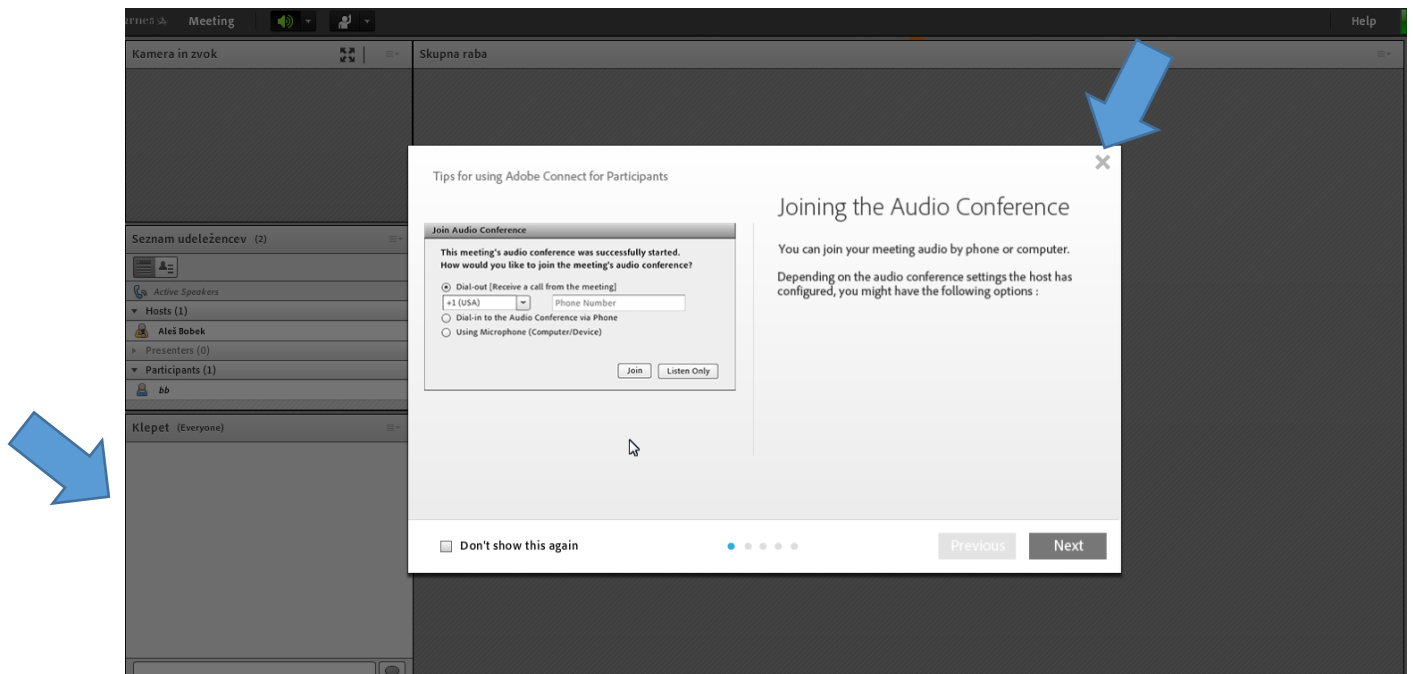 Meeting
Help
Kamera in zvok
Skupna raba
Tips for using Adobe Connect for Participants
Joining the Audio Conference
Join Audio Conference
This meeting's audio conference was successfully started.
How would you like to join the meeting's audio conference?
Dial-out [Receive a call from the meeting]
+1 (USA) Phone Number
Dial-in to the Audio Conference via Phone
Using Microphone (Computer/Device)
Join Listen Only
You can join your meeting audio by phone or computer.
Depending on the audio conference settings the host has
configured, you might have the following options :
Seznam udeležencev (2)
Active Speakers
Hosts (1)
Aleš Bobek
Presenters (0)
Participants (1)
bb
Klepet (Everyone)
Don't show this again
Previous
Next